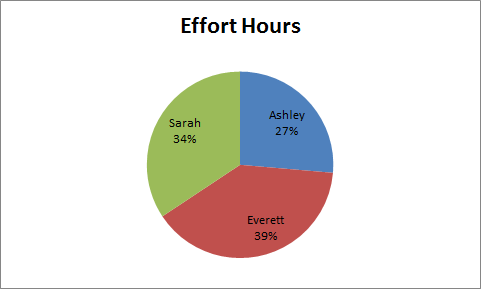 Effort Hours
Ashley
27%
Sarah
34%
Everett
39%